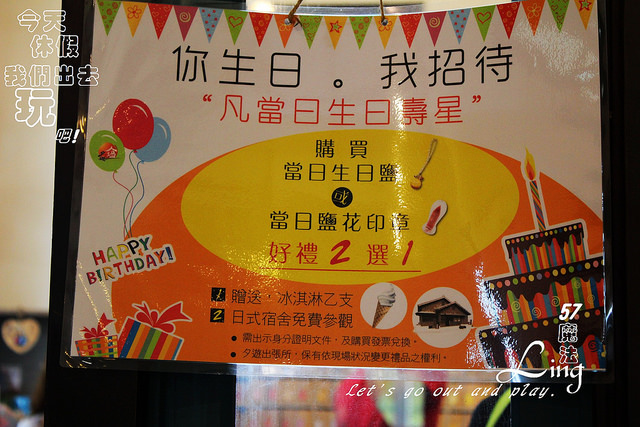 今天
休假
我們出去
玩
吧!
你生日。我招待
“凡當日生日壽星”
購買
當日生日鹽
或
當日鹽花印章
好禮2選1
HAPPY
BIRTHDAY!
1 贈送，冰淇淋乙支
2 日式宿舍免費參觀
• 需出示身分證明文件，及購買發票兌換。
• 夕遊出張所，保有依現場狀況變更禮品之權利。
57
魔
法
Ling
Let's go out and play.